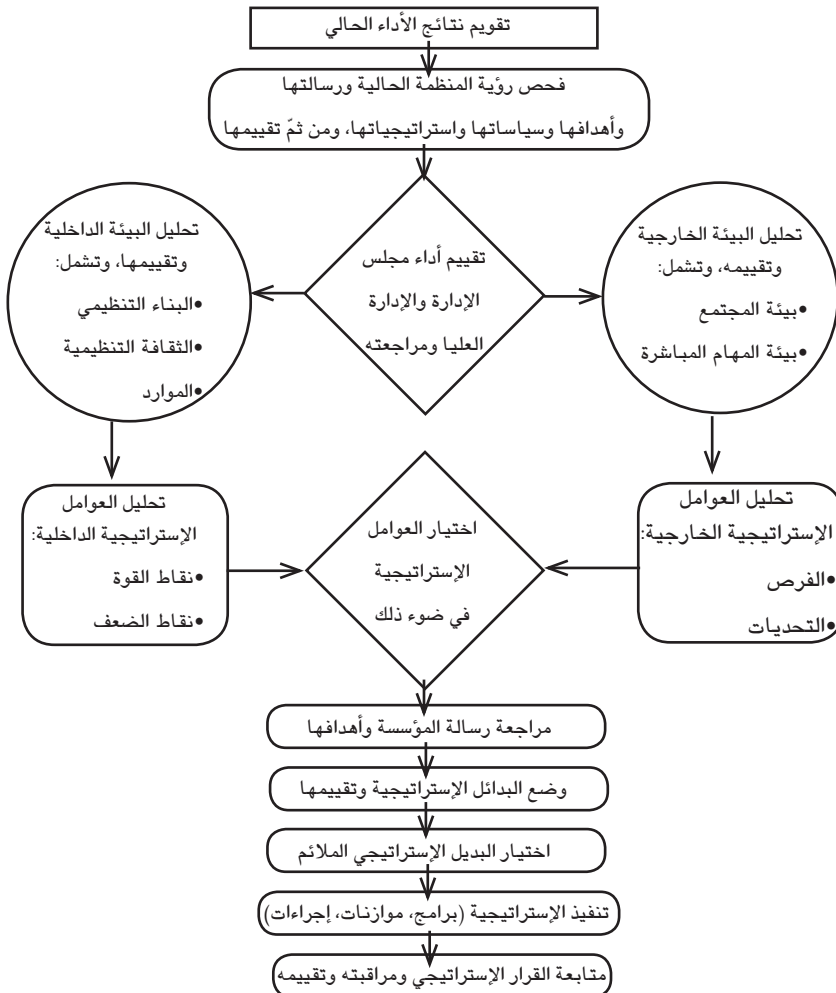 تقويم نتائج الأداء الحالي
فحص رؤية المنظمة الحالية ورسالتها
وأهدافها وسياساتها واستراتيجياتها، ومن ثمّ تقييمها
تحليل البيئة الخارجية
وتقييمه، وتشمل:
•بيئة المجتمع
•بيئة المهام المباشرة
تقييم أداء مجلس
الإدارة والإدارة
العليا ومراجعته
تحليل البيئة الداخلية
وتقييمها، وتشمل:
•البناء التنظيمي
•الثقافة التنظيمية
•الموارد
تحليل العوامل
الإستراتيجية الخارجية:
•الفرص
•التحديات
اختيار العوامل
الإستراتيجية
في ضوء ذلك
تحليل العوامل
الإستراتيجية الداخلية:
•نقاط القوة
•نقاط الضعف
مراجعة رسالة المؤسسة وأهدافها
وضع البدائل الإستراتيجية وتقييمها
اختيار البديل الإستراتيجي الملائم
تنفيذ الإستراتيجية (برامج، موازنات، إجراءات)
متابعة القرار الإستراتيجي ومراقبته وتقييمه